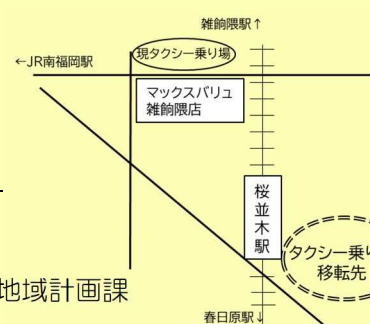 雑餉隈駅↑
←JR南福岡駅
現タクシー乗り場
マックスバリュ
雑餉隈店
桜並木駅
タクシー乗り
移転先
地域計画課
春日原駅↓